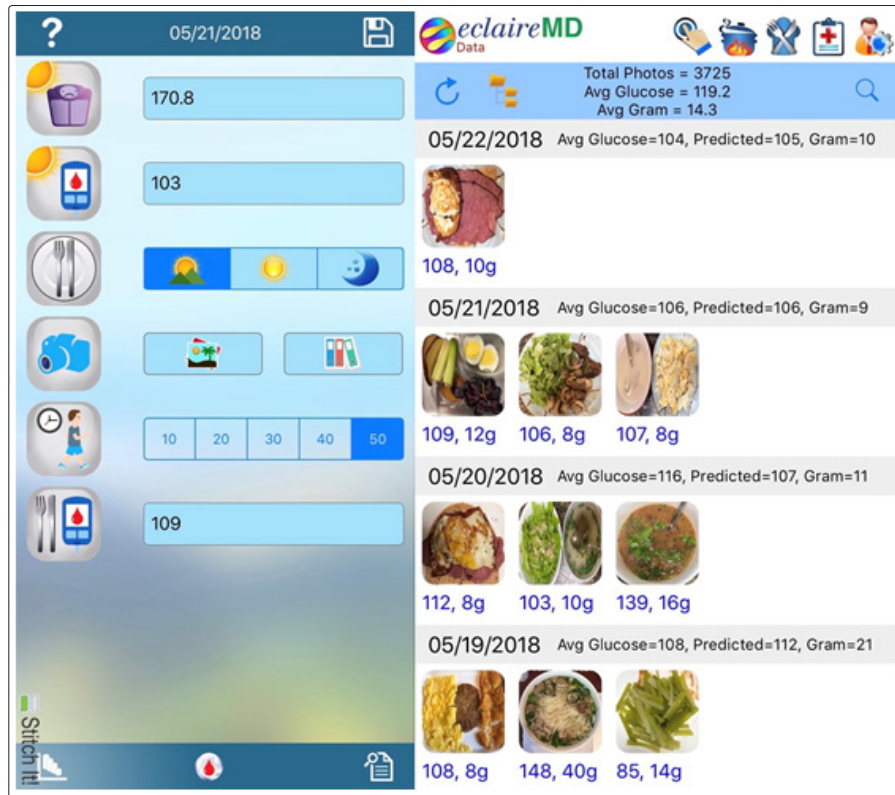 ?
05/21/2018
170.8
103
10 20 30 40 50
109
Stitch It!
eclaireMD
Data
Total Photos = 3725
Avg Glucose = 119.2
Avg Gram = 14.3
05/22/2018 Avg Glucose=104, Predicted=105, Gram=10
108, 10g
05/21/2018 Avg Glucose=106, Predicted=106, Gram=9
109, 12g 106, 8g 107, 8g
05/20/2018 Avg Glucose=116, Predicted=107, Gram=11
112, 8g 103, 10g 139, 16g
05/19/2018 Avg Glucose=108, Predicted=112, Gram=21
108, 8g 148, 40g 85, 14g